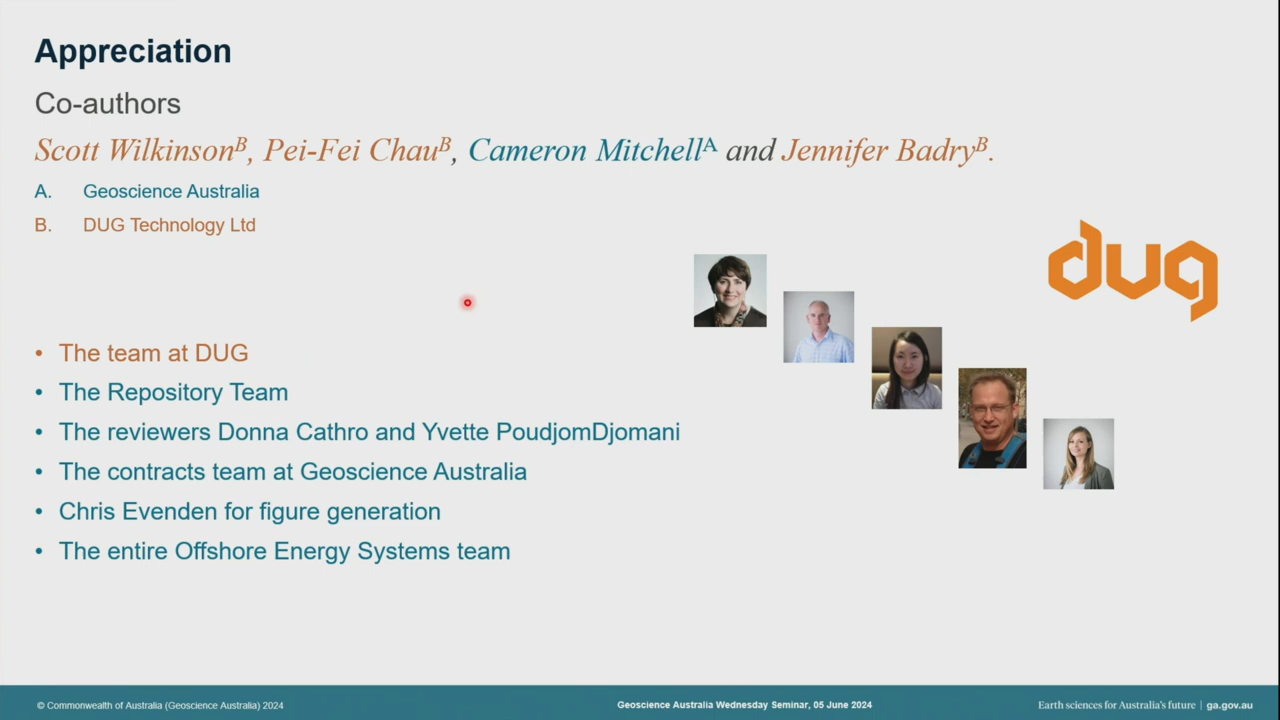 Appreciation
Co-authors
Scott Wilkinsonᴮ, Pei-Fei Chauᴮ, Cameron Mitchellᴬ and Jennifer Badryᴮ.
A. Geoscience Australia
B. DUG Technology Ltd
dug
• The team at DUG
• The Repository Team
• The reviewers Donna Cathro and Yvette PoudjomDjomani
• The contracts team at Geoscience Australia
• Chris Evenden for figure generation
• The entire Offshore Energy Systems team
© Commonwealth of Australia (Geoscience Australia) 2024
Geoscience Australia Wednesday Seminar, 05 June 2024
Earth sciences for Australia's future | ga.gov.au